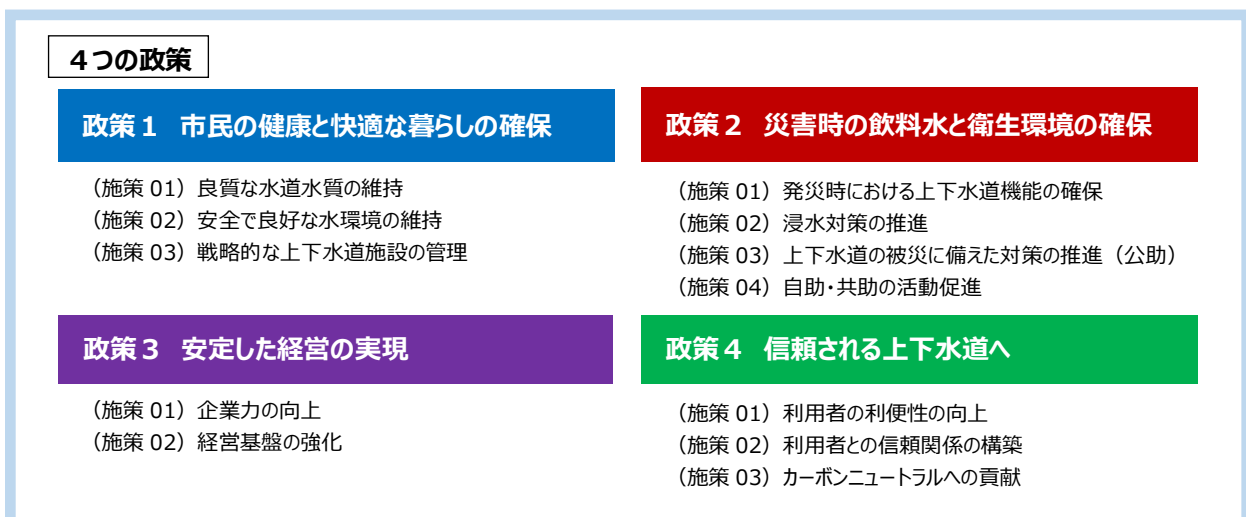 4つの政策
政策1 市民の健康と快適な暮らしの確保
(施策 01) 良質な水道水質の維持
(施策 02) 安全で良好な水環境の維持
(施策 03) 戦略的な上下水道施設の管理
政策2 災害時の飲料水と衛生環境の確保
(施策 01) 発災時における上下水道機能の確保
(施策 02) 浸水対策の推進
(施策 03) 上下水道の被災に備えた対策の推進(公助)
(施策 04) 自助・共助の活動促進
政策3 安定した経営の実現
(施策 01) 企業力の向上
(施策 02) 経営基盤の強化
政策4 信頼される上下水道へ
(施策 01) 利用者の利便性の向上
(施策 02) 利用者との信頼関係の構築
(施策 03) カーボンニュートラルへの貢献